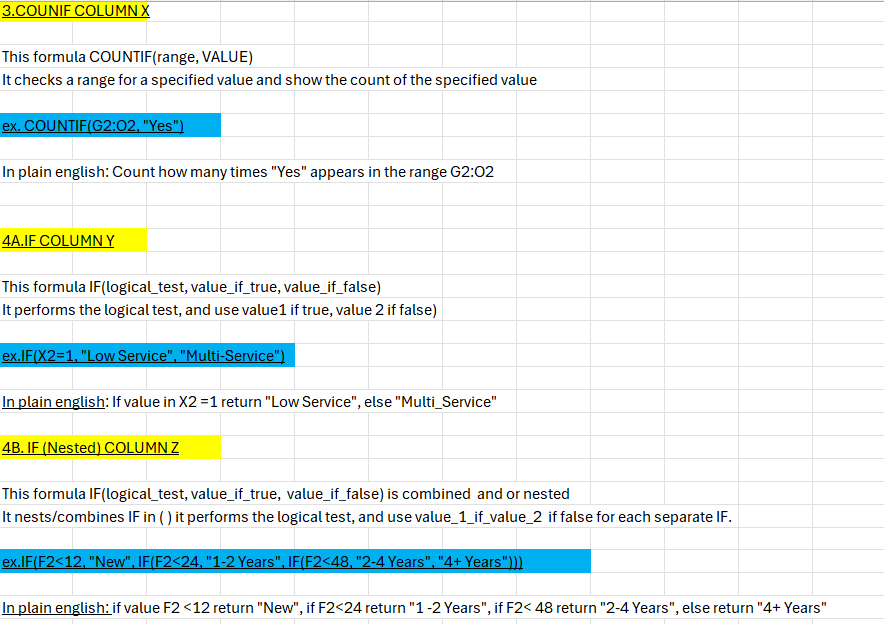 3.COUNIF COLUMN X
This formula COUNTIF(range, VALUE)
It checks a range for a specified value and show the count of the specified value
ex. COUNTIF(G2:O2, "Yes")
In plain english: Count how many times "Yes" appears in the range G2:O2
4A.IF COLUMN Y
This formula IF(logical_test, value_if_true, value_if_false)
It performs the logical test, and use value1 if true, value 2 if false)
ex.IF(X2=1, "Low Service", "Multi-Service")
In plain english: If value in X2 =1 return "Low Service", else "Multi_Service"
4B. IF (Nested) COLUMN Z
This formula IF(logical_test, value_if_true,  value_if_false) is combined  and or nested
It nests/combines IF in ( ) it performs the logical test, and use value_1_if_value_2  if false for each separate IF.
ex.IF(F2<12, "New", IF(F2<24, "1-2 Years", IF(F2<48, "2-4 Years", "4+ Years")))
In plain english: if value F2 <12 return "New", if F2<24 return "1 -2 Years", if F2< 48 return "2-4 Years", else return "4+ Years"